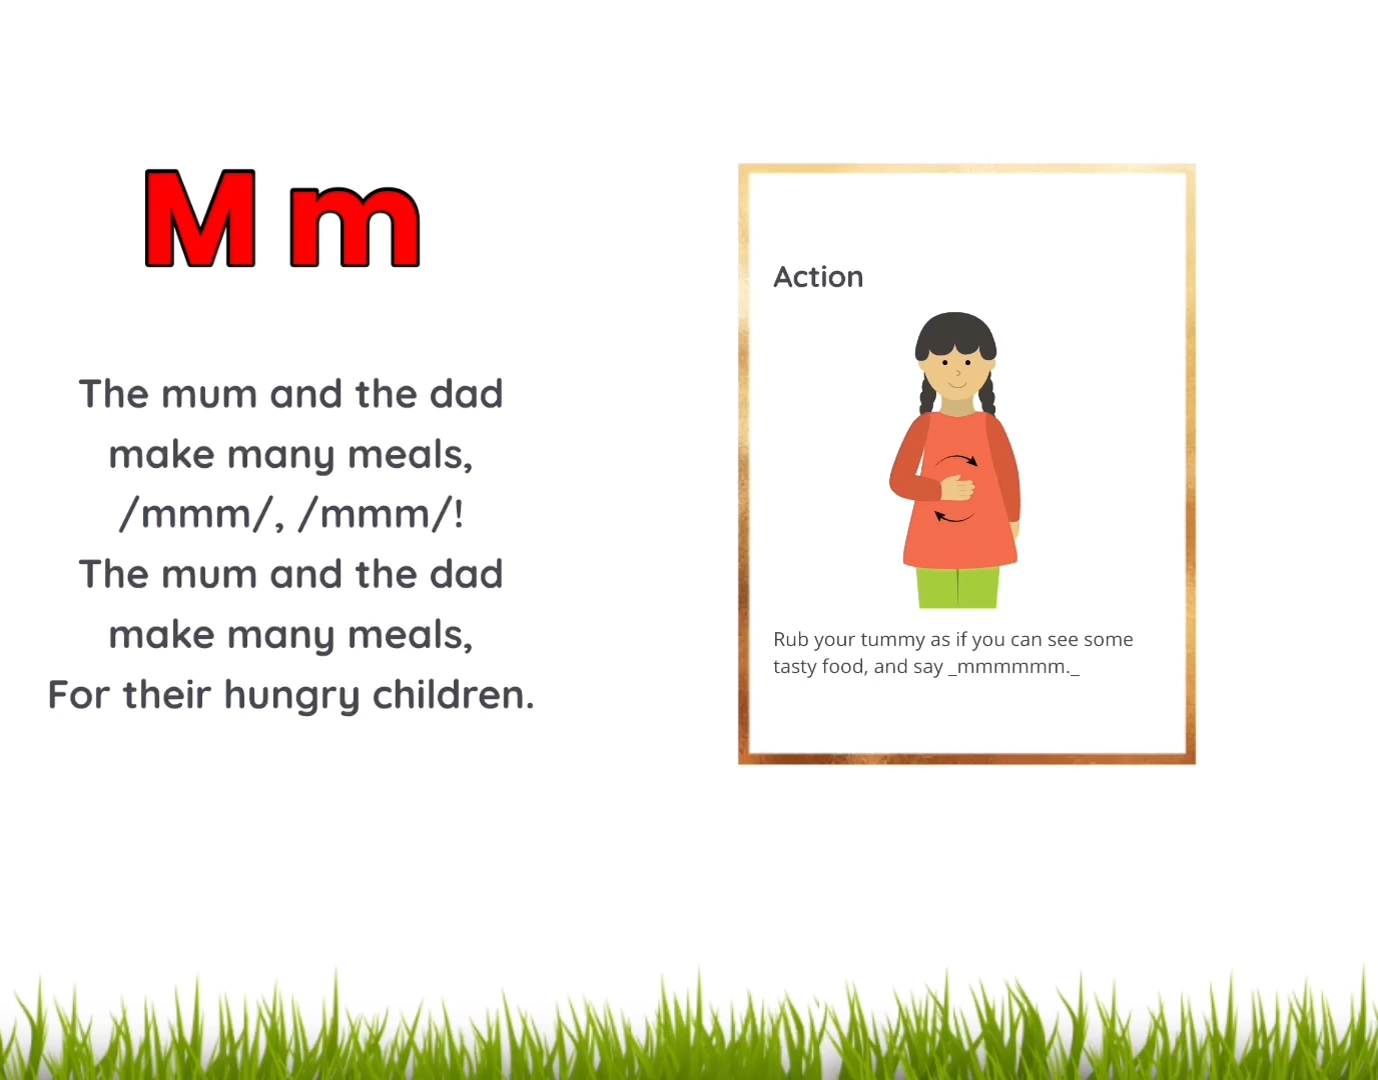 M m
The mum and the dad
make many meals,
/mmm/, /mmm/!
The mum and the dad
make many meals,
For their hungry children.
Action
Rub your tummy as if you can see some
tasty food, and say _mmmmmm._